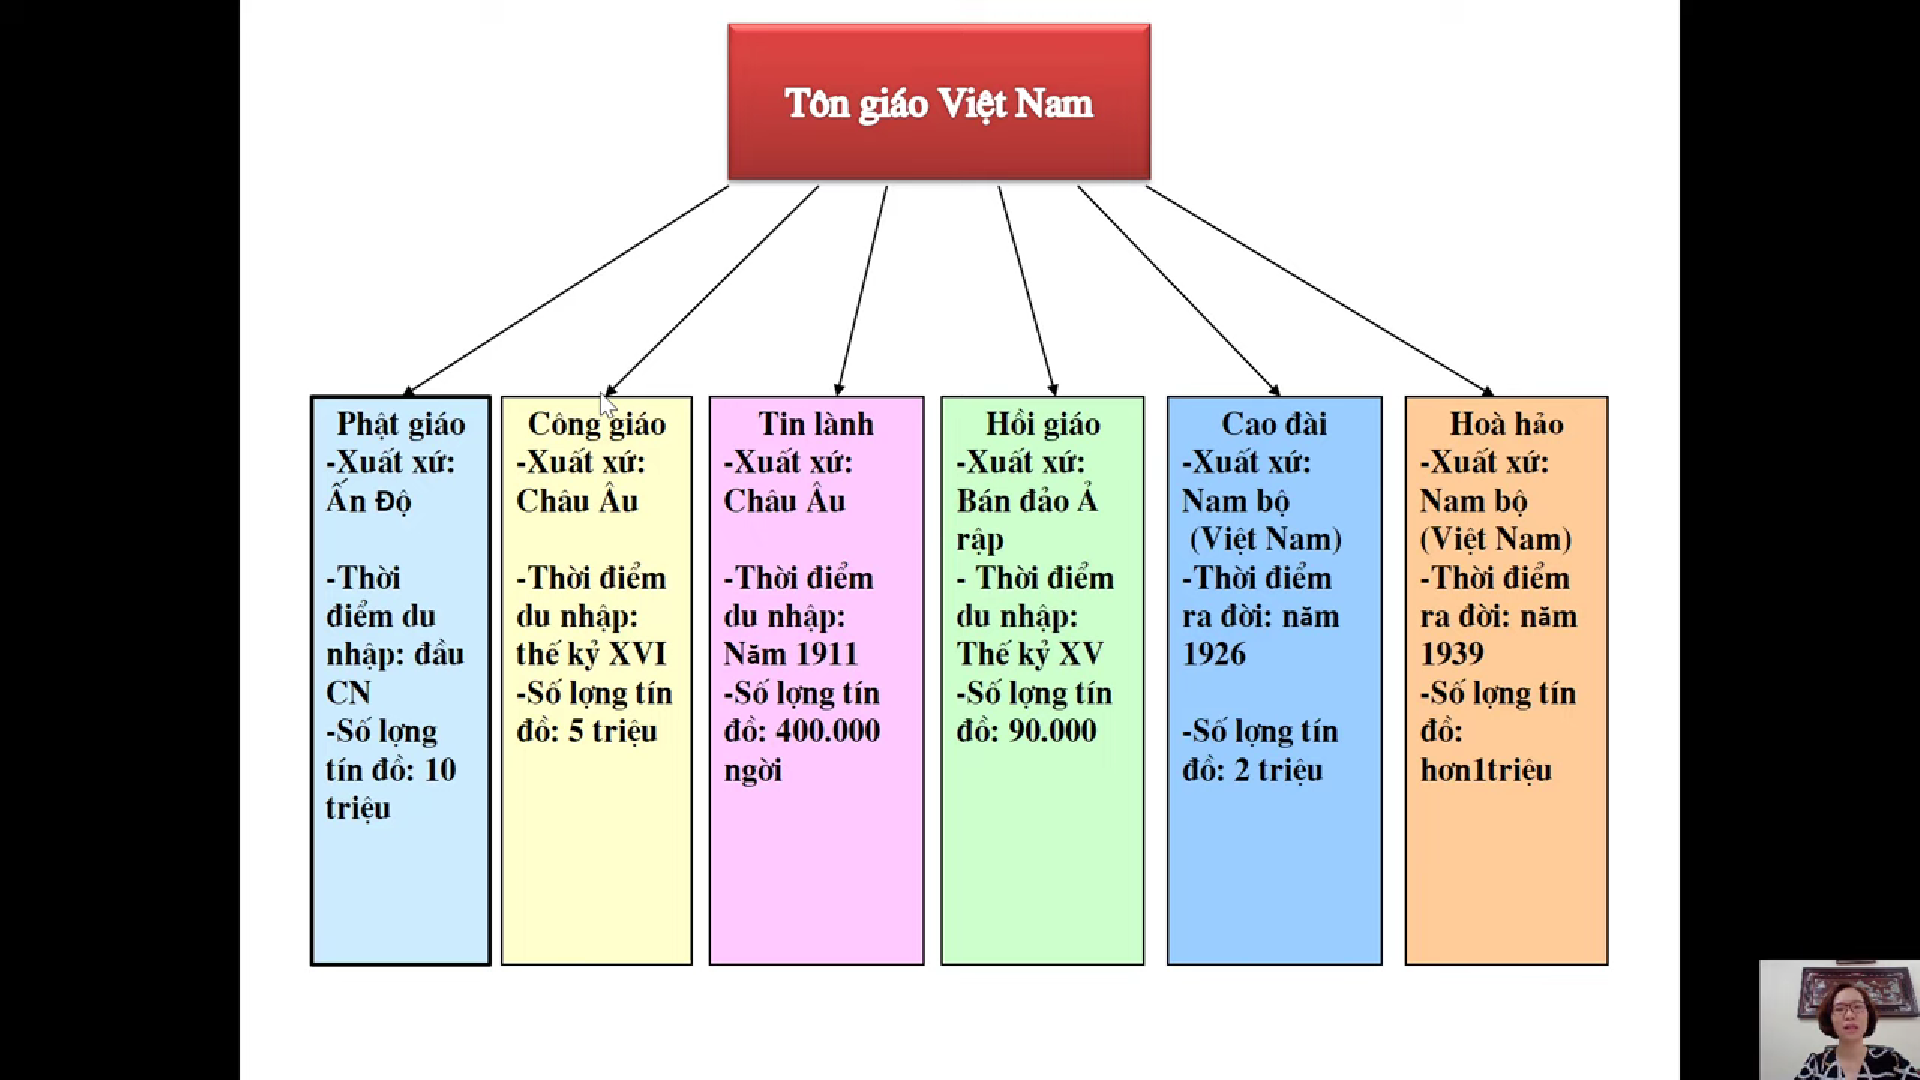 Tôn giáo Việt Nam
Phật giáo
-Xuất xứ:
Ấn Độ
-Thời
điểm du
nhập: đầu
CN
-Số lợng
tín đồ: 10
triệu
Công giáo
-Xuất xứ:
Châu Âu
-Thời điểm
du nhập:
thế kỷ XVI
-Số lợng tín
đồ: 5 triệu
Tin lành
-Xuất xứ:
Châu Âu
-Thời điểm
du nhập:
Năm 1911
-Số lợng tín
đồ: 400.000
ngời
Hồi giáo
-Xuất xứ:
Bán đảo Ả
rập
- Thời điểm
du nhập:
Thế kỷ XV
-Số lợng tín
đồ: 90.000
Cao đài
-Xuất xứ:
Nam bộ
(Việt Nam)
-Thời điểm
ra đời: năm
1926
-Số lợng tín
đồ: 2 triệu
Hoà hảo
-Xuất xứ:
Nam bộ
(Việt Nam)
-Thời điểm
ra đời: năm
1939
-Số lợng tín
đồ:
hơn1triệu